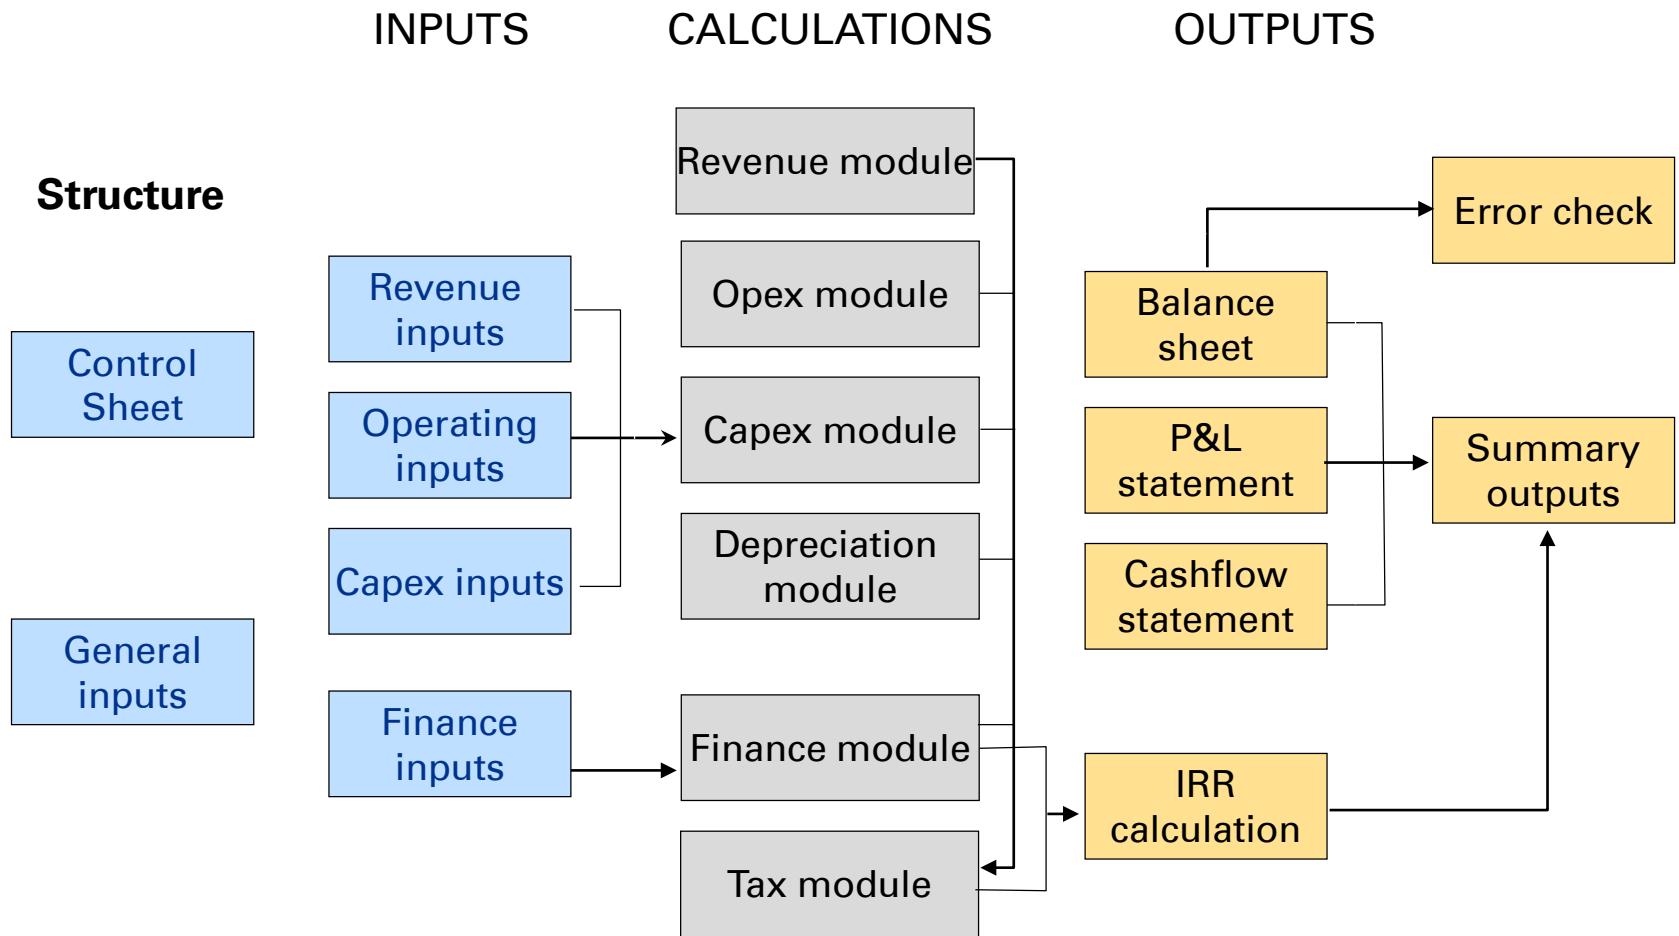 INPUTS
CALCULATIONS
OUTPUTS
Structure
Control
Sheet
General
inputs
Revenue
inputs
Operating
inputs
Capex inputs
Finance
inputs
Revenue module
Opex module
Capex module
Depreciation
module
Finance module
Tax module
Balance
sheet
P&L
statement
Cashflow
statement
IRR
calculation
Error check
Summary
outputs